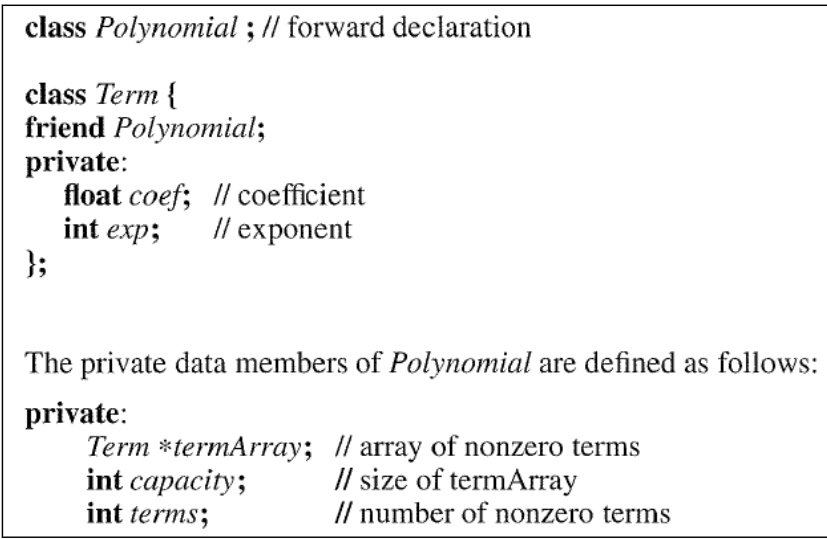 class Polynomial ; // forward declaration
class Term {
friend Polynomial;
private:
float coef; // coefficient
int exp; // exponent
};
The private data members of Polynomial are defined as follows:
private:
Term *termArray; // array of nonzero terms
int capacity; // size of termArray
int terms; // number of nonzero terms